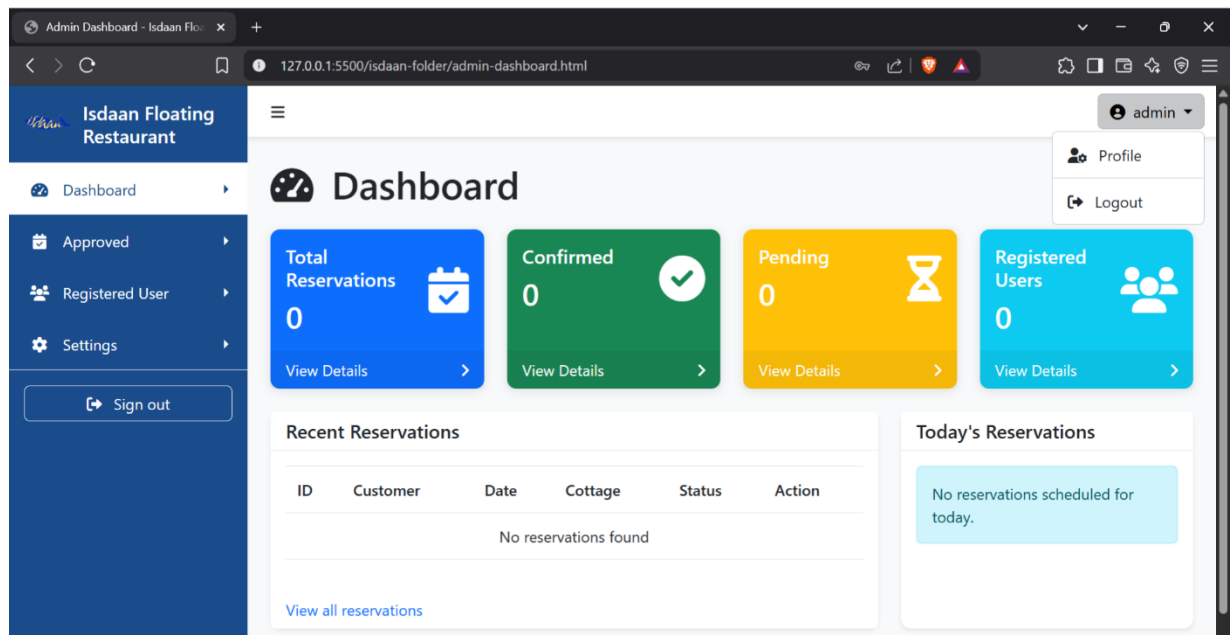 Admin Dashboard - Isdaan Floa
127.0.0.1:5500/isdaan-folder/admin-dashboard.html
Isdaan Floating
Restaurant
admin
Profile
Logout
Dashboard
Approved
Registered User
Settings
Sign out
Dashboard
Total
Reservations
0
View Details
Confirmed
0
View Details
Pending
0
View Details
Registered
Users
0
View Details
Recent Reservations
ID Customer Date Cottage Status Action
No reservations found
View all reservations
Today's Reservations
No reservations scheduled for
today.